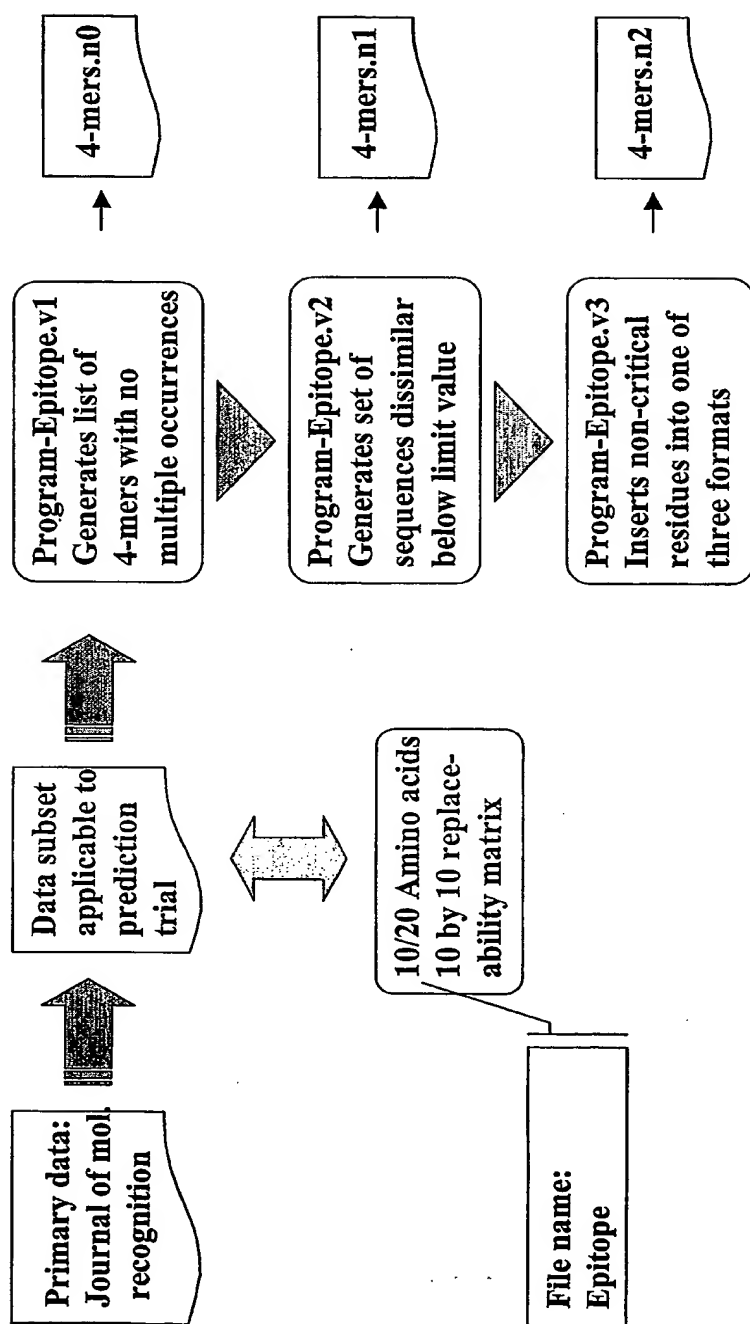 Primary data:
Journal of mol.
recognition
Data subset
applicable to
prediction
trial
Program-Epitope.v1
Generates list of
4-mers with no
multiple occurrences
4-mers.n0
Program-Epitope.v2
Generates set of
sequences dissimilar
below limit value
4-mers.n1
Program-Epitope.v3
Inserts non-critical
residues into one of
three formats
4-mers.n2
10/20 Amino acids
10 by 10 replace-
ability matrix
File name:
Epitope